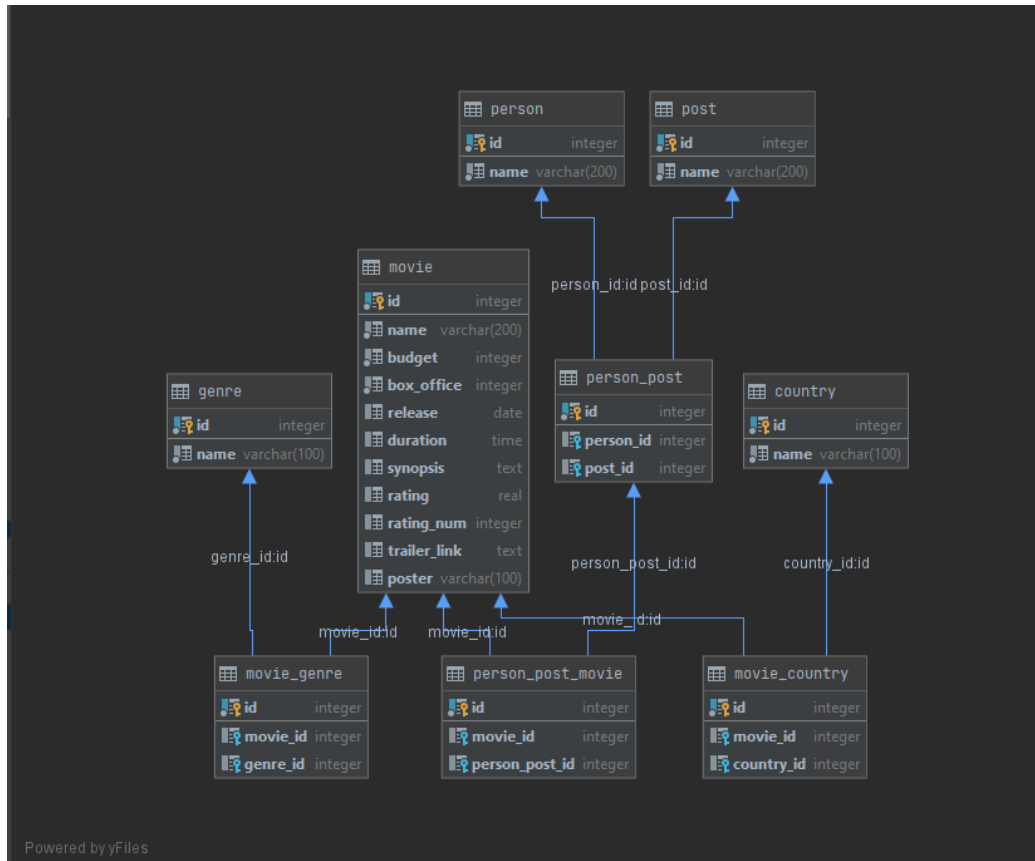 person
id integer
name varchar(200)
post
id integer
name varchar(200)
movie
id integer
name varchar(200)
budget integer
box_office integer
release date
duration time
synopsis text
rating real
rating_num integer
trailer_link text
poster varchar(100)
person_id:id
post_id:id
genre
id integer
name varchar(100)
person_post
id integer
person_id integer
post_id integer
country
id integer
name varchar(100)
genre_id:id
person_post_id:id
country_id:id
movie_id:id
movie_id:id
movie_id:id
movie_genre
id integer
movie_id integer
genre_id integer
person_post_movie
id integer
movie_id integer
person_post_id integer
movie_country
id integer
movie_id integer
country_id integer
Powered by yFiles